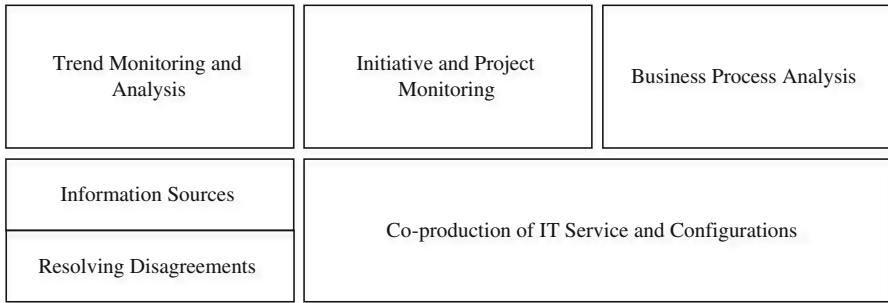 Trend Monitoring and
Analysis
Initiative and Project
Monitoring
Business Process Analysis
Information Sources
Resolving Disagreements
Co-production of IT Service and Configurations